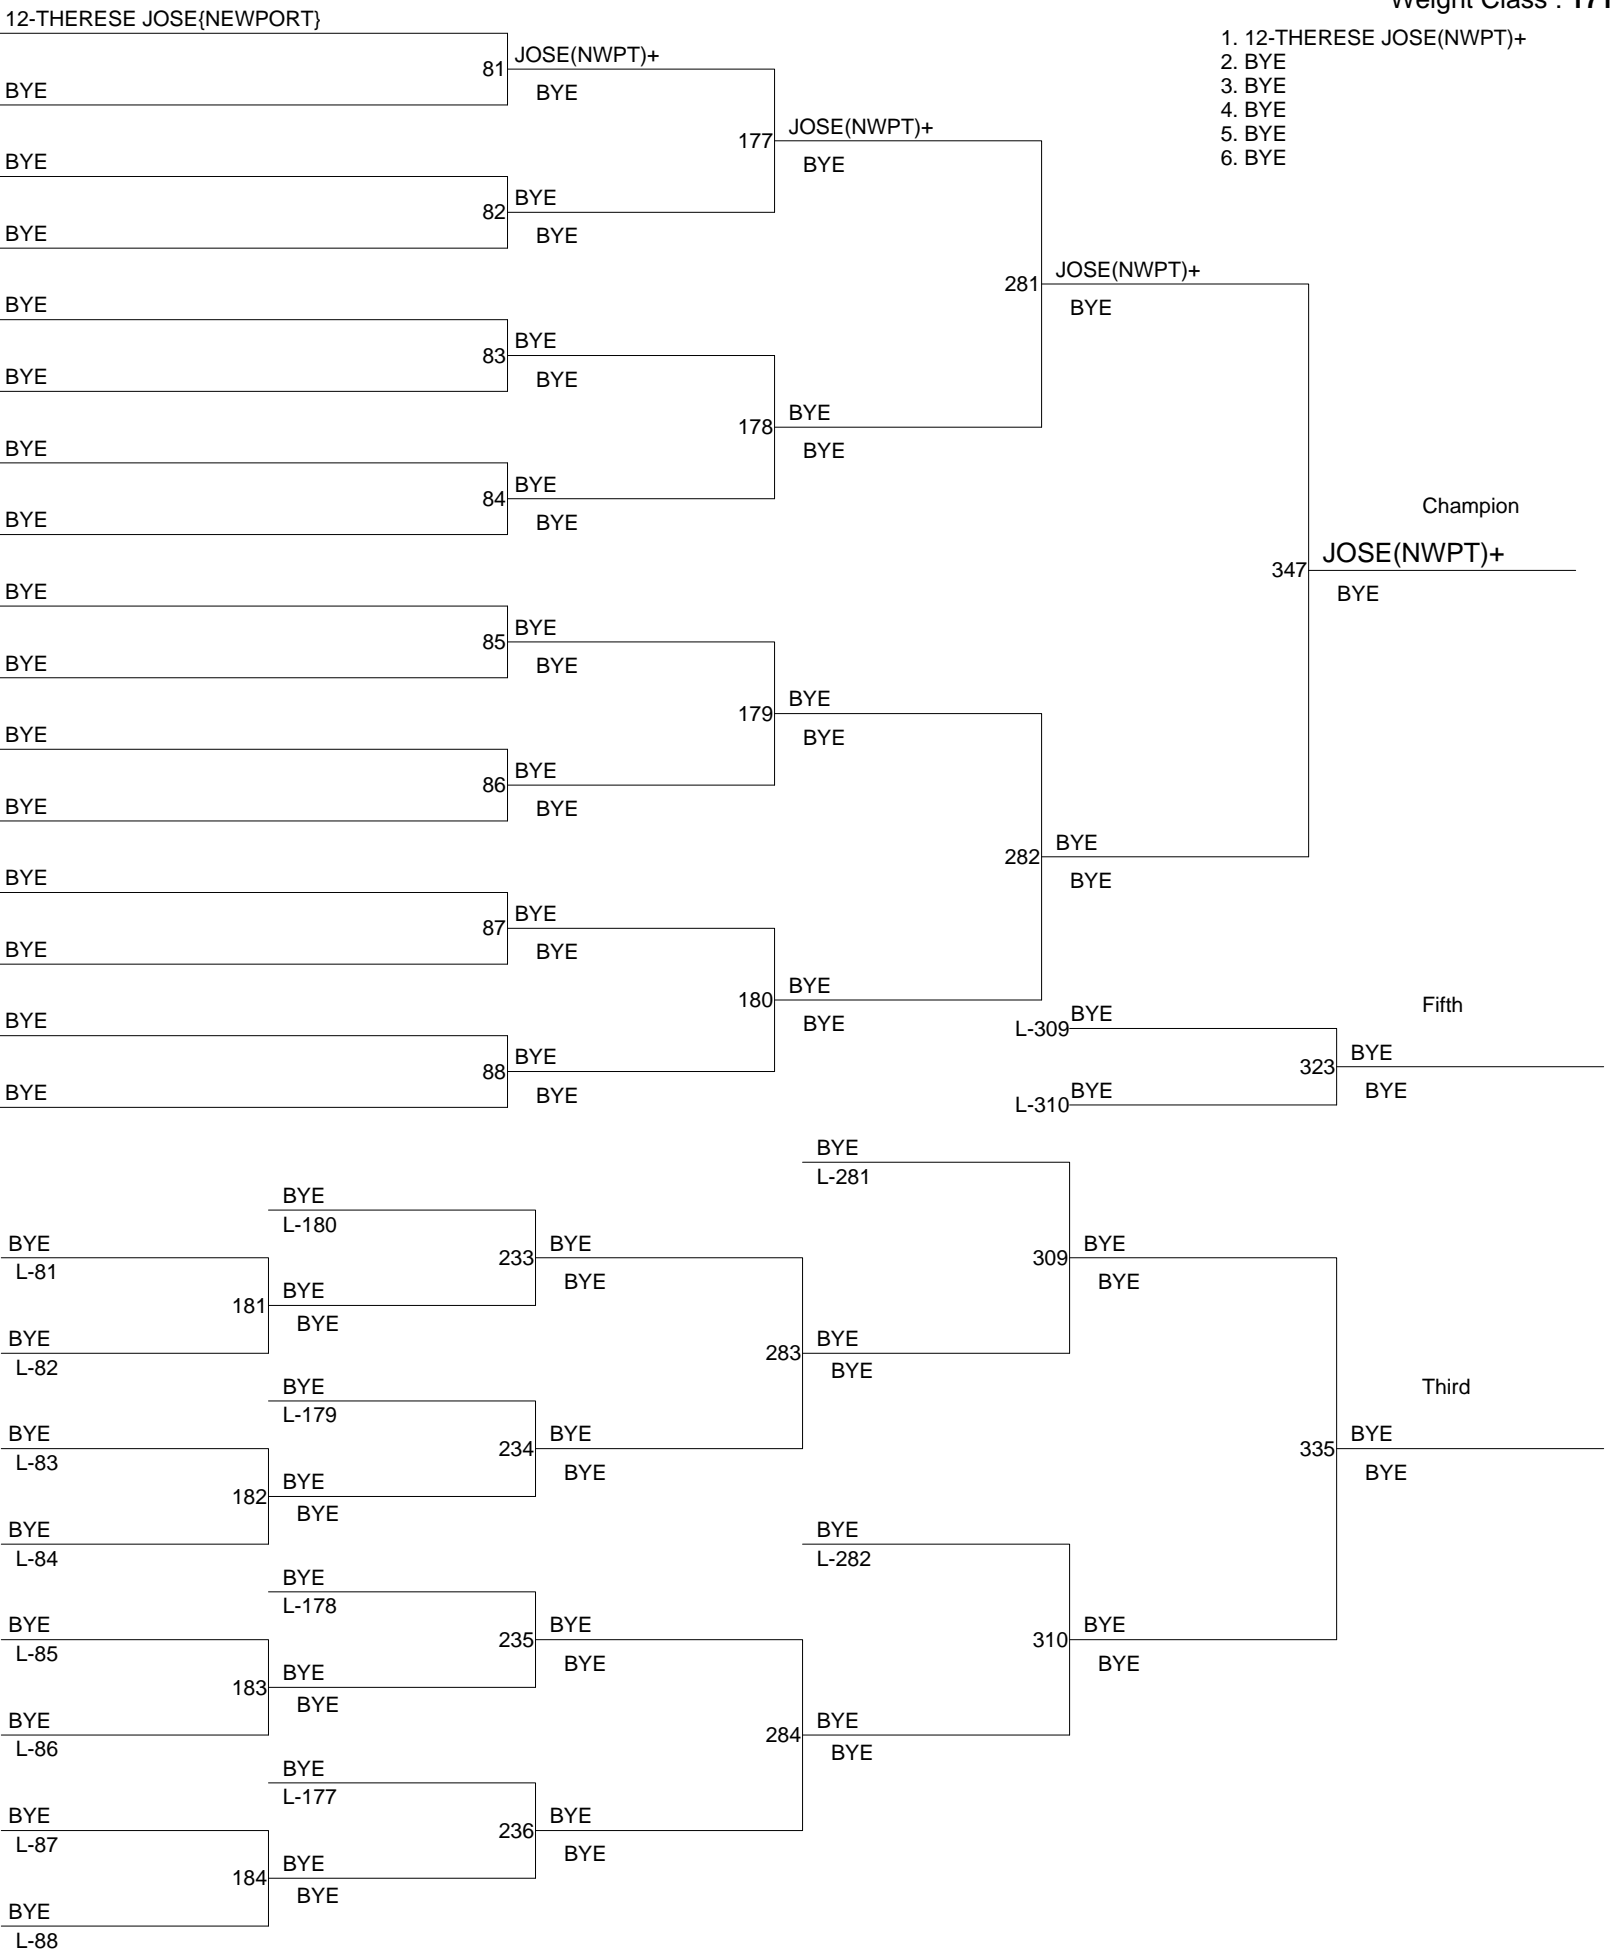 Weight Class : 171
12-THERESE JOSE{NEWPORT}
1. 12-THERESE JOSE(NWPT)+
2. BYE
3. BYE
4. BYE
5. BYE
6. BYE
JOSE(NWPT)+
81
BYE
BYE
JOSE(NWPT)+
177
BYE
BYE
BYE
82
BYE
BYE
JOSE(NWPT)+
281
BYE
BYE
BYE
83
BYE
BYE
BYE
178
BYE
BYE
BYE
84
BYE
BYE
Champion
JOSE(NWPT)+
347
BYE
BYE
BYE
85
BYE
BYE
BYE
179
BYE
BYE
BYE
86
BYE
BYE
BYE
282
BYE
BYE
BYE
87
BYE
BYE
BYE
180
BYE
BYE
BYE
88
BYE
BYE
Fifth
BYE
L-309
BYE
323
BYE
BYE
L-310
BYE
L-281
BYE
L-180
BYE
L-81
233
BYE
BYE
309
BYE
BYE
181
BYE
BYE
BYE
L-82
283
BYE
BYE
BYE
L-179
Third
BYE
L-83
234
BYE
BYE
335
BYE
BYE
182
BYE
BYE
BYE
L-84
BYE
L-282
BYE
L-178
BYE
L-85
235
BYE
BYE
310
BYE
BYE
183
BYE
BYE
BYE
L-86
284
BYE
BYE
BYE
L-177
BYE
L-87
236
BYE
BYE
184
BYE
BYE
BYE
L-88